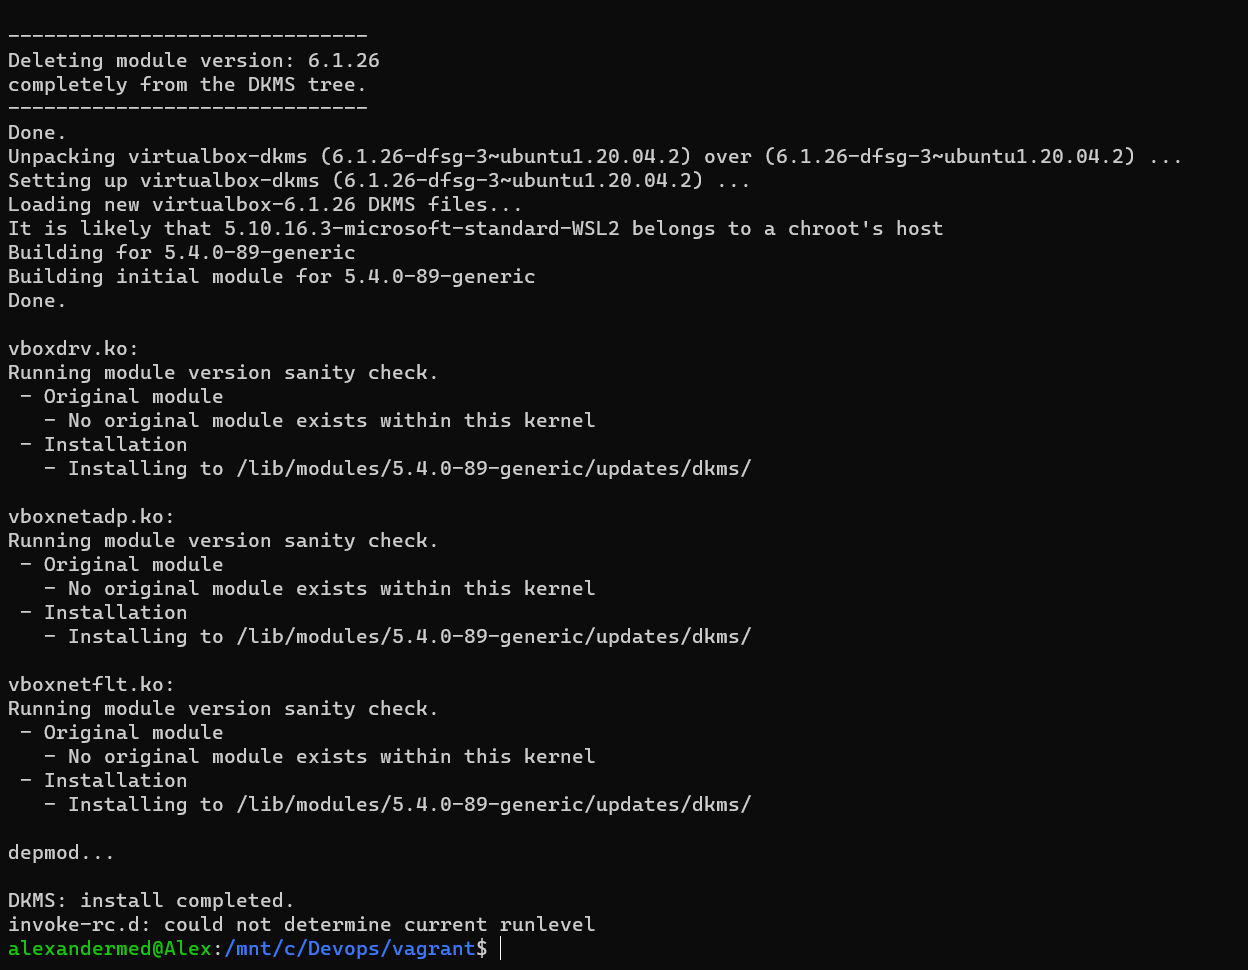 ------------------------------
Deleting module version: 6.1.26
completely from the DKMS tree.
------------------------------
Done.
Unpacking virtualbox-dkms (6.1.26-dfsg-3~ubuntu1.20.04.2) over (6.1.26-dfsg-3~ubuntu1.20.04.2) ...
Setting up virtualbox-dkms (6.1.26-dfsg-3~ubuntu1.20.04.2) ...
Loading new virtualbox-6.1.26 DKMS files...
It is likely that 5.10.16.3-microsoft-standard-WSL2 belongs to a chroot's host
Building for 5.4.0-89-generic
Building initial module for 5.4.0-89-generic
Done.

vboxdrv.ko:
Running module version sanity check.
 - Original module
   - No original module exists within this kernel
 - Installation
   - Installing to /lib/modules/5.4.0-89-generic/updates/dkms/

vboxnetadp.ko:
Running module version sanity check.
 - Original module
   - No original module exists within this kernel
 - Installation
   - Installing to /lib/modules/5.4.0-89-generic/updates/dkms/

vboxnetflt.ko:
Running module version sanity check.
 - Original module
   - No original module exists within this kernel
 - Installation
   - Installing to /lib/modules/5.4.0-89-generic/updates/dkms/

depmod...

DKMS: install completed.
invoke-rc.d: could not determine current runlevel
alexandermed@Alex:/mnt/c/Devops/vagrant$